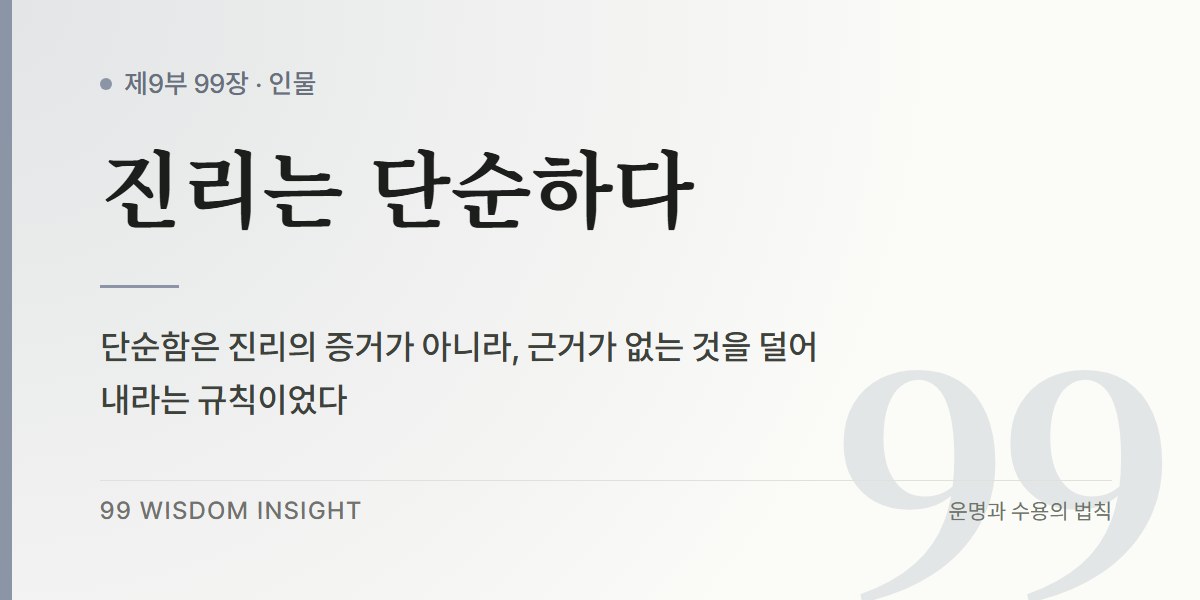 제9부 99장 · 인물
진리는 단순하다
단순함은 진리의 증거가 아니라, 근거가 없는 것을 덜어
내라는 규칙이었다
99
99 WISDOM INSIGHT
운명과 수용의 법칙